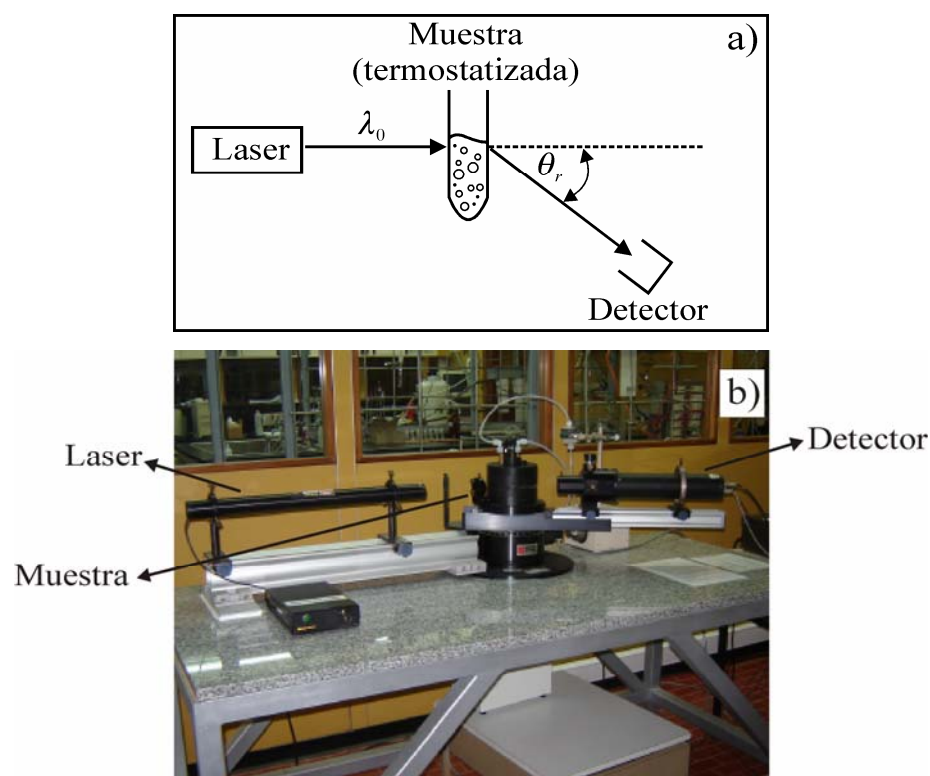 Muestra
(termostatizada)
a)
Laser
λ₀
θᵣ
Detector
b)
Laser
Detector
Muestra